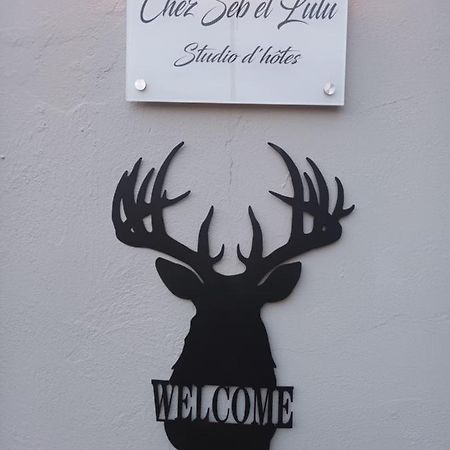 Chez Seb et Lulu
Studio d'hôtes
WELCOME